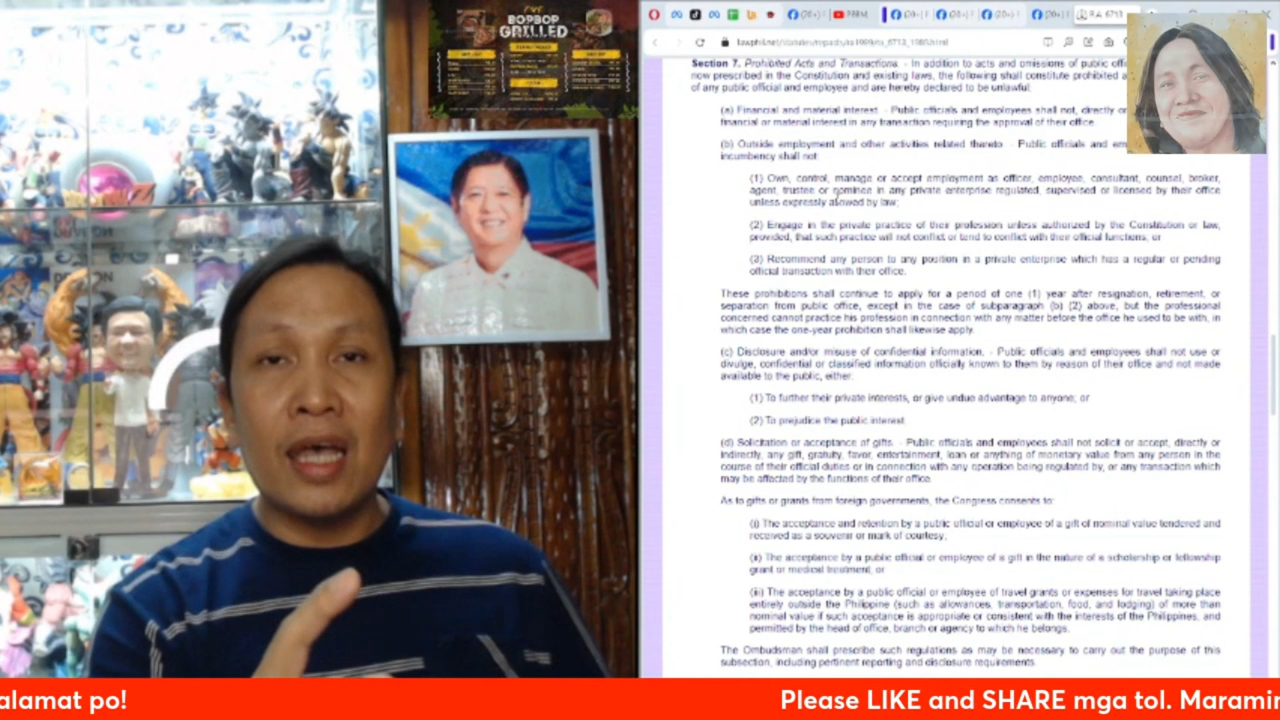 BOPBOP
GRILLED
R.A. 6713
Section 7. Prohibited Acts and Transactions. - In addition to acts and omissions of public offi
now prescribed in the Constitution and existing laws, the following shall constitute prohibited a
of any public official and employee and are hereby declared to be unlawful:
(a) Financial and material interest. - Public officials and employees shall not, directly or
financial or material interest in any transaction requiring the approval of their office.
(b) Outside employment and other activities related thereto. - Public officials and em
incumbency shall not:
(1) Own, control, manage or accept employment as officer, employee, consultant, counsel, broker,
agent, trustee or nominee in any private enterprise regulated, supervised or licensed by their office
unless expressly allowed by law;
(2) Engage in the private practice of their profession unless authorized by the Constitution or law,
provided, that such practice will not conflict or tend to conflict with their official functions; or
(3) Recommend any person to any position in a private enterprise which has a regular or pending
official transaction with their office.
These prohibitions shall continue to apply for a period of one (1) year after resignation, retirement, or
separation from public office, except in the case of subparagraph (b) (2) above, but the professional
concerned cannot practice his profession in connection with any matter before the office he used to be with, in
which case the one-year prohibition shall likewise apply.
(c) Disclosure and/or misuse of confidential information. - Public officials and employees shall not use or
divulge, confidential or classified information officially known to them by reason of their office and not made
available to the public, either:
(1) To further their private interests, or give undue advantage to anyone; or
(2) To prejudice the public interest.
(d) Solicitation or acceptance of gifts. - Public officials and employees shall not solicit or accept, directly or
indirectly, any gift, gratuity, favor, entertainment, loan or anything of monetary value from any person in the
course of their official duties or in connection with any operation being regulated by, or any transaction which
may be affected by the functions of their office.
As to gifts or grants from foreign governments, the Congress consents to:
(i) The acceptance and retention by a public official or employee of a gift of nominal value tendered and
received as a souvenir or mark of courtesy;
(ii) The acceptance by a public official or employee of a gift in the nature of a scholarship or fellowship
grant or medical treatment; or
(iii) The acceptance by a public official or employee of travel grants or expenses for travel taking place
entirely outside the Philippine (such as allowances, transportation, food, and lodging) of more than
nominal value if such acceptance is appropriate or consistent with the interests of the Philippines, and
permitted by the head of office, branch or agency to which he belongs.
The Ombudsman shall prescribe such regulations as may be necessary to carry out the purpose of this
subsection, including pertinent reporting and disclosure requirements.
alamat po!
Please LIKE and SHARE mga tol. Maramin